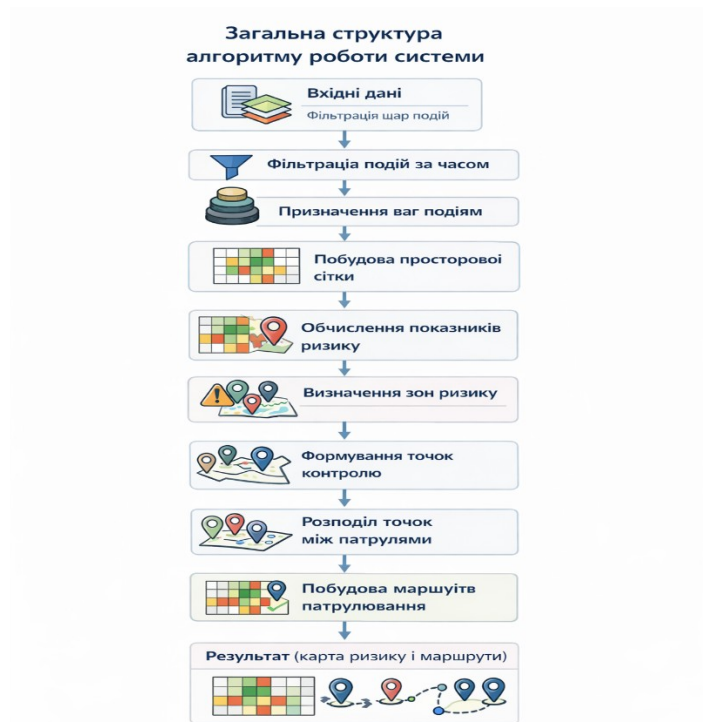 Загальна структура
алгоритму роботи системи
Вхідні дані
Фільтрація шар подій
Фільтраціа подій за часом
Призначення ваг подіям
Побудова просторової
сітки
Обчислення показників
ризику
Визначення зон ризику
Формування точок
контролю
Розподіл точок
між патрулями
Побудова маршуітв
патрулювання
Результат (карта ризику і маршрути)